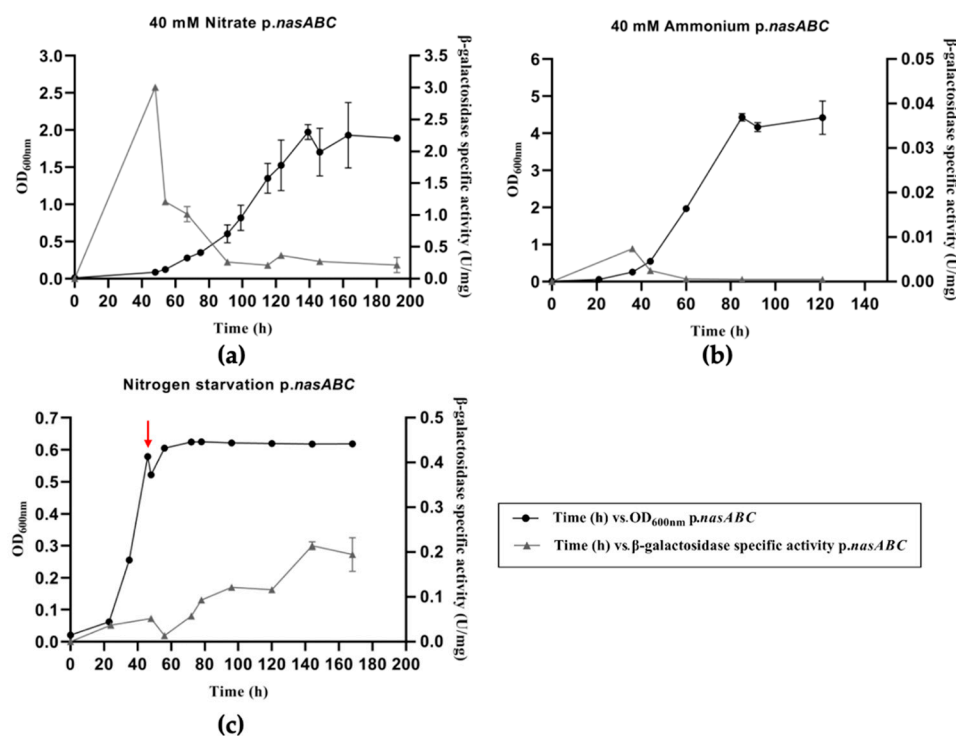 40 mM Nitrate p.nasABC
3.0
2.5
2.0
1.5
1.0
0.5
0.0
OD600nm
3.5
3.0
2.5
2.0
1.5
1.0
0.5
0.0
β-galactosidase specific activity (U/mg)
0 20 40 60 80 100 120 140 160 180 200
Time (h)
(a)
40 mM Ammonium p.nasABC
6
5
4
3
2
1
0
OD600nm
0.05
0.04
0.03
0.02
0.01
0.00
β-galactosidase specific activity (U/mg)
0 20 40 60 80 100 120 140
Time (h)
(b)
Nitrogen starvation p.nasABC
0.7
0.6
0.5
0.4
0.3
0.2
0.1
0.0
OD600nm
0.5
0.4
0.3
0.2
0.1
0.0
β-galactosidase specific activity (U/mg)
0 20 40 60 80 100 120 140 160 180 200
Time (h)
(c)
Time (h) vs.OD600nm p.nasABC
Time (h) vs.β-galactosidase specific activity p.nasABC